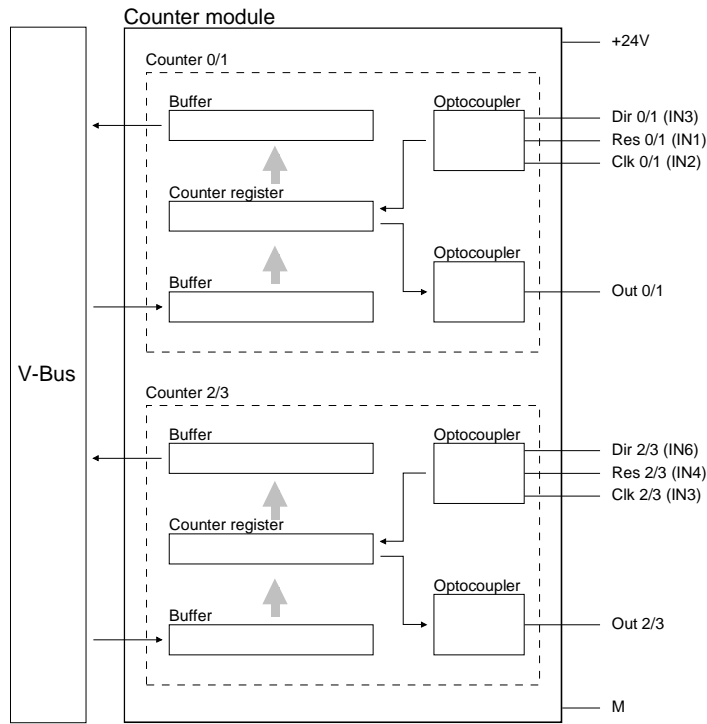 Counter module
+24V
Counter 0/1
Buffer
Optocoupler
Dir 0/1 (IN3)
Res 0/1 (IN1)
Clk 0/1 (IN2)
Counter register
Optocoupler
Buffer
Out 0/1
V-Bus
Counter 2/3
Buffer
Optocoupler
Dir 2/3 (IN6)
Res 2/3 (IN4)
Clk 2/3 (IN3)
Counter register
Optocoupler
Buffer
Out 2/3
M